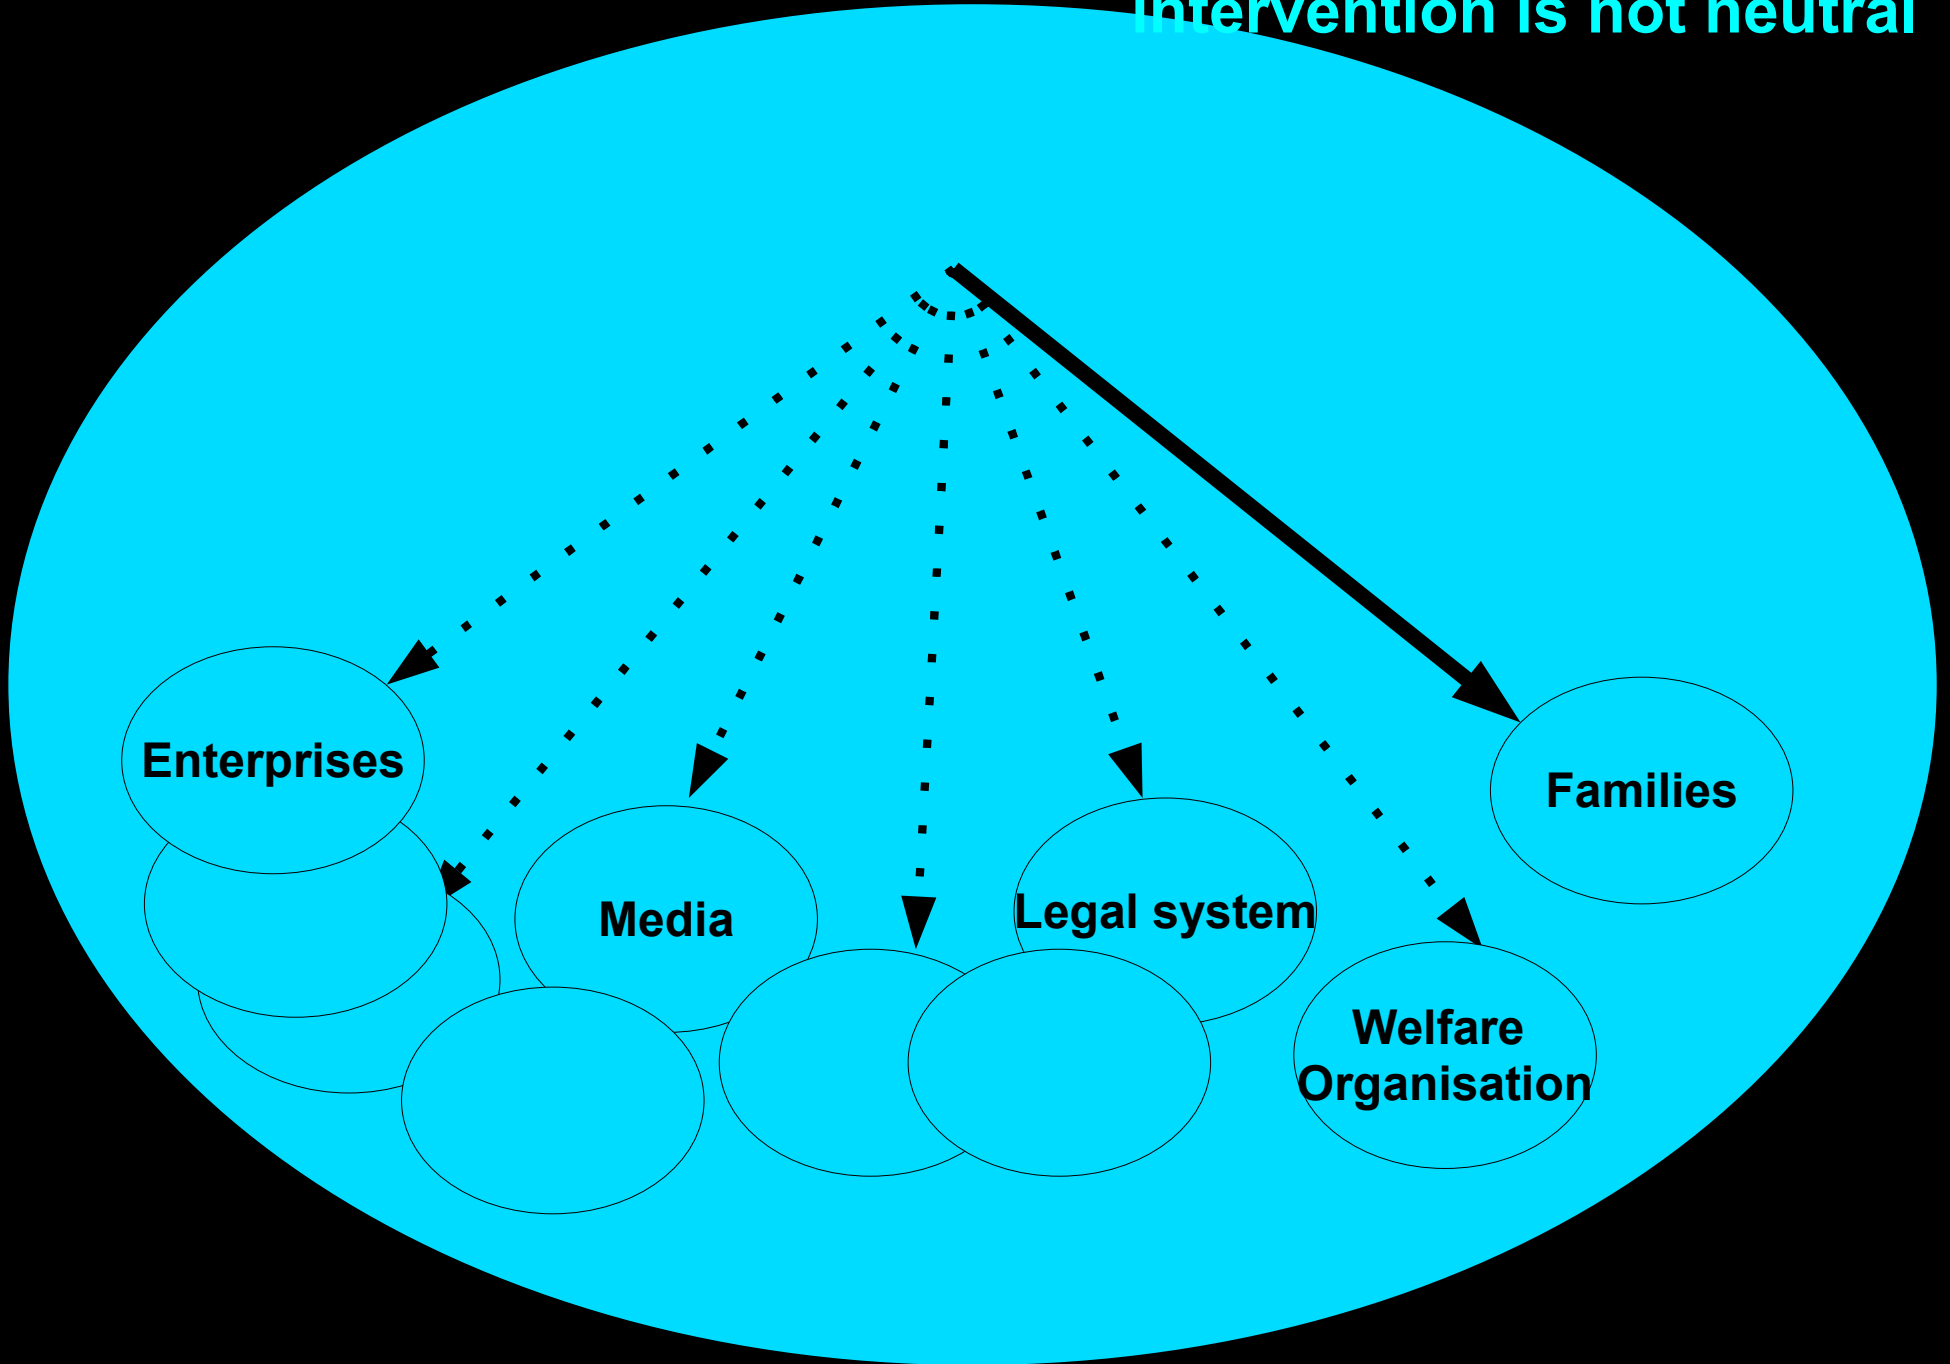 intervention is not neutral
Enterprises
Families
Media
Legal system
Welfare
Organisation